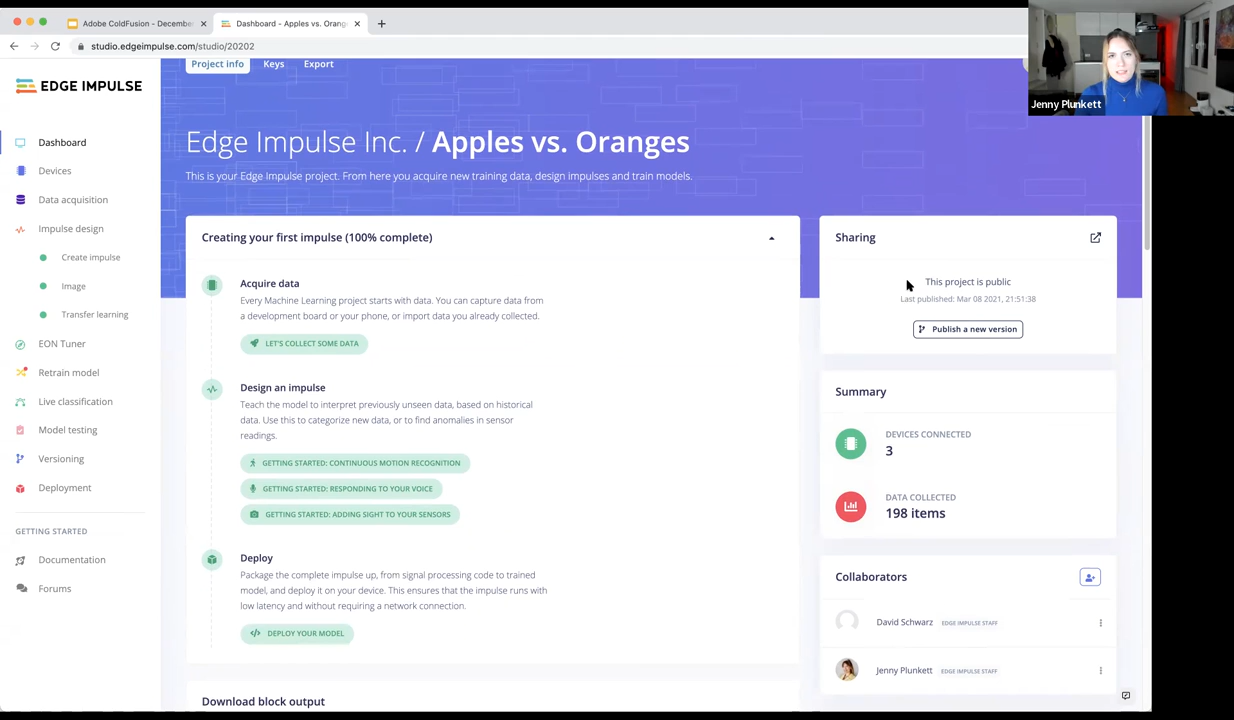 Adobe ColdFusion - December
Dashboard - Apples vs. Orang
studio.edgeimpulse.com/studio/20202
Jenny Plunkett
EDGE IMPULSE
Dashboard
Devices
Data acquisition
Impulse design
Create impulse
Image
Transfer learning
EON Tuner
Retrain model
Live classification
Model testing
Versioning
Deployment
GETTING STARTED
Documentation
Forums
Project info
Keys
Export
Edge Impulse Inc. / Apples vs. Oranges
This is your Edge Impulse project. From here you acquire new training data, design impulses and train models.
Creating your first impulse (100% complete)
Acquire data
Every Machine Learning project starts with data. You can capture data from
a development board or your phone, or import data you already collected.
LET'S COLLECT SOME DATA
Design an impulse
Teach the model to interpret previously unseen data, based on historical
data. Use this to categorize new data, or to find anomalies in sensor
readings.
GETTING STARTED: CONTINUOUS MOTION RECOGNITION
GETTING STARTED: RESPONDING TO YOUR VOICE
GETTING STARTED: ADDING SIGHT TO YOUR SENSORS
Deploy
Package the complete impulse up, from signal processing code to trained
model, and deploy it on your device. This ensures that the impulse runs with
low latency and without requiring a network connection.
DEPLOY YOUR MODEL
Download block output
Sharing
This project is public
Last published: Mar 08 2021, 21:51:38
Publish a new version
Summary
DEVICES CONNECTED
3
DATA COLLECTED
198 items
Collaborators
David Schwarz EDGE IMPULSE STAFF
Jenny Plunkett EDGE IMPULSE STAFF